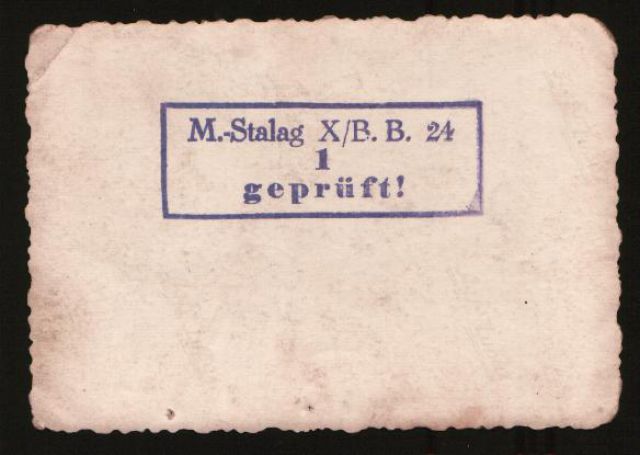 M.-Stalag X/B. B. 24
1
geprüft!